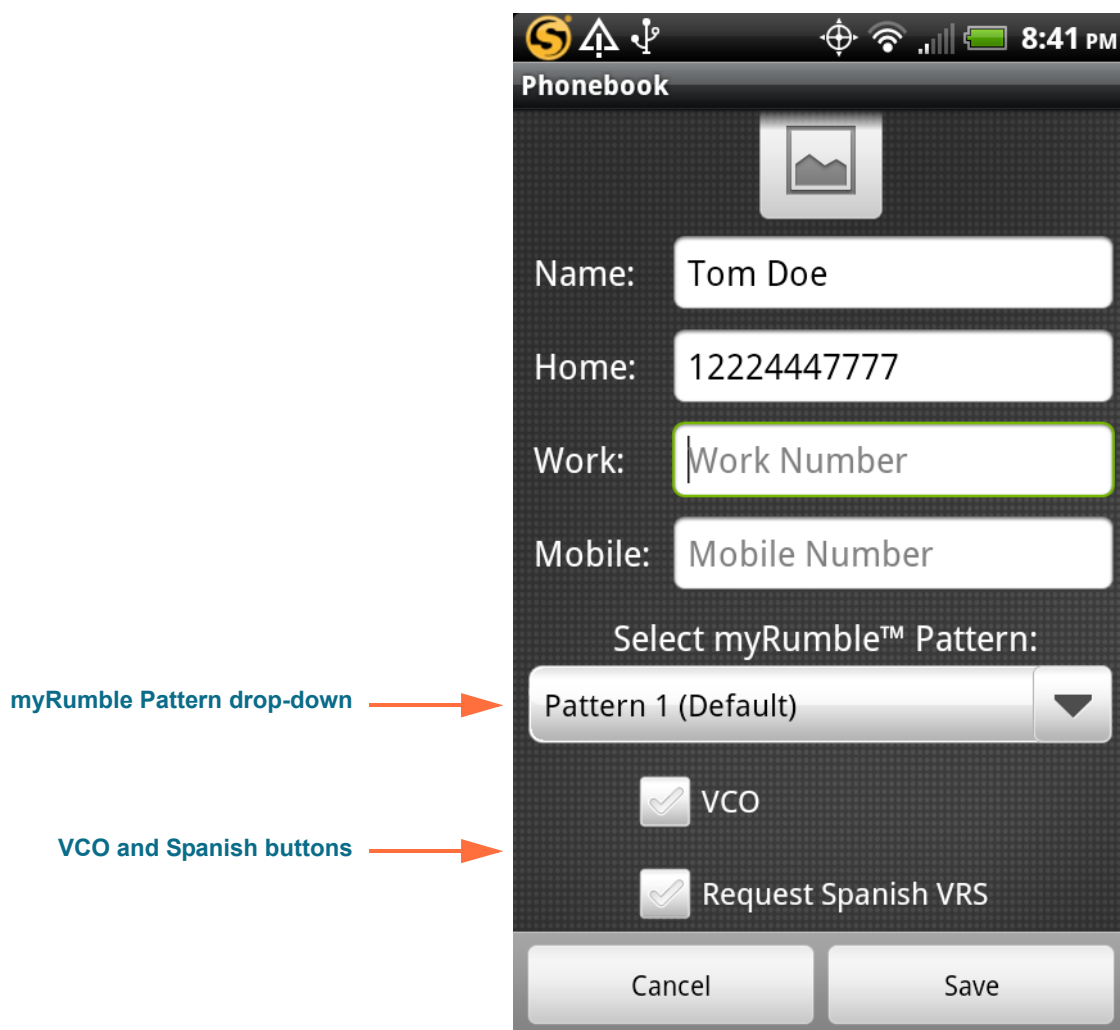 S
8:41 PM
Phonebook
Name: Tom Doe
Home: 12224447777
Work: Work Number
Mobile: Mobile Number
Select myRumble™ Pattern:
myRumble Pattern drop-down
Pattern 1 (Default)
VCO
VCO and Spanish buttons
Request Spanish VRS
Cancel Save